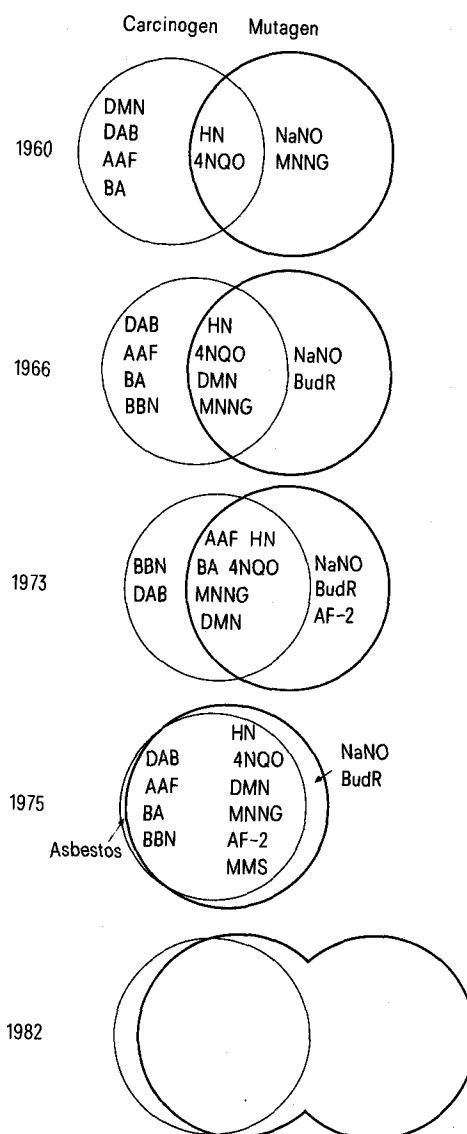 Carcinogen Mutagen
1960
DMN
DAB
AAF
BA
HN
4NQO
NaNO
MNNG
1966
DAB
AAF
BA
BBN
HN
4NQO
DMN
MNNG
NaNO
BudR
1973
BBN
DAB
AAF HN
BA 4NQO
MNNG
DMN
NaNO
BudR
AF-2
1975
Asbestos
DAB
AAF
BA
BBN
HN
4NQO
DMN
MNNG
AF-2
MMS
NaNO
BudR
1982